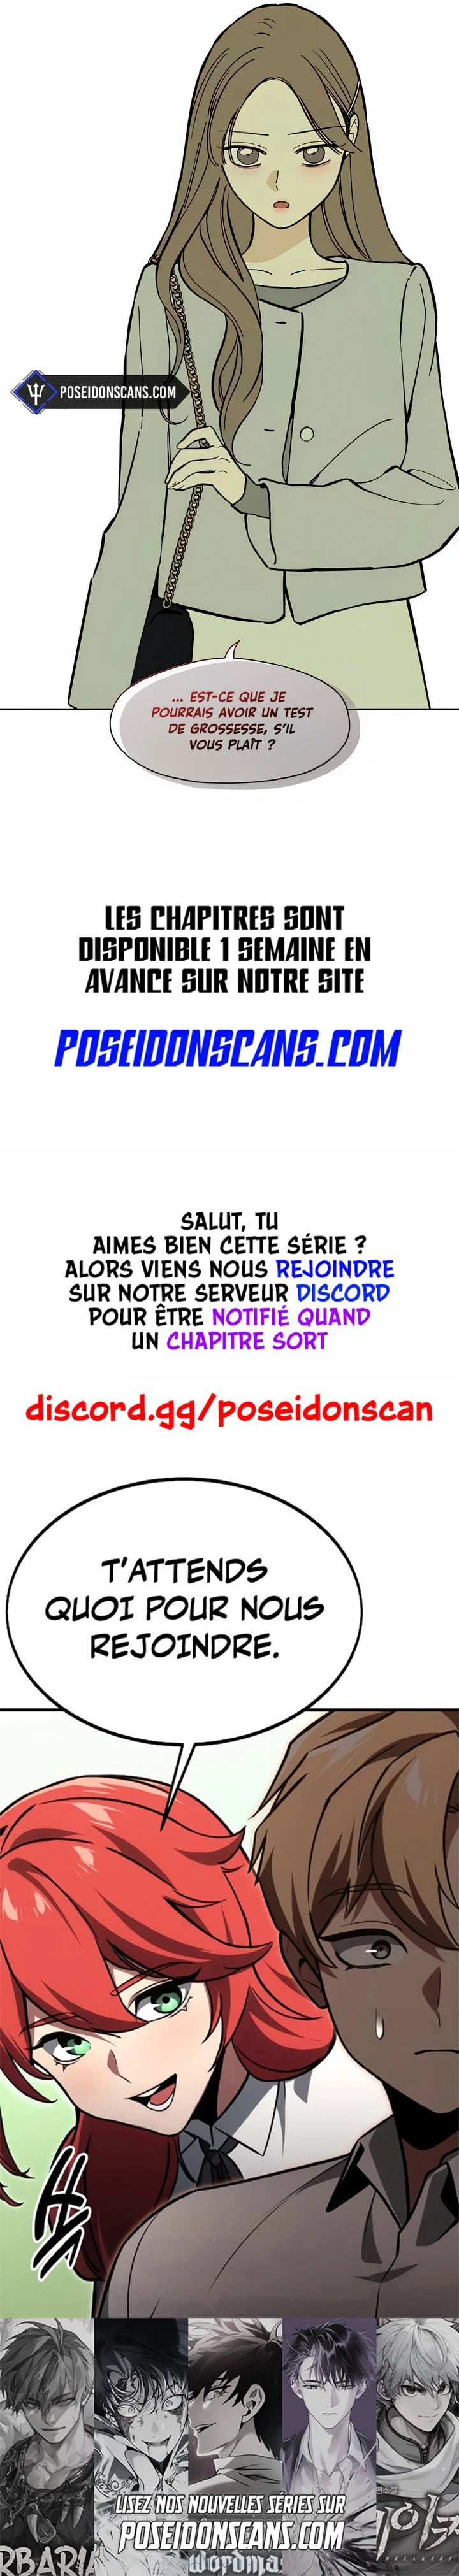 POSEIDONSCANS.COM
... EST-CE QUE JE
POURRAIS AVOIR UN TEST
DE GROSSESSE, S'IL
VOUS PLAÎT ?
LES CHAPITRES SONT
DISPONIBLE 1 SEMAINE EN
AVANCE SUR NOTRE SITE
POSEIDONSCANS.COM
SALUT, TU
AIMES BIEN CETTE SÉRIE ?
ALORS VIENS NOUS REJOINDRE
SUR NOTRE SERVEUR DISCORD
POUR ÊTRE NOTIFIÉ QUAND
UN CHAPITRE SORT
discord.gg/poseidonscan
T'ATTENDS
QUOI POUR NOUS
REJOINDRE.
LISEZ NOS NOUVELLES SÉRIES SUR
POSEIDONSCANS.COM